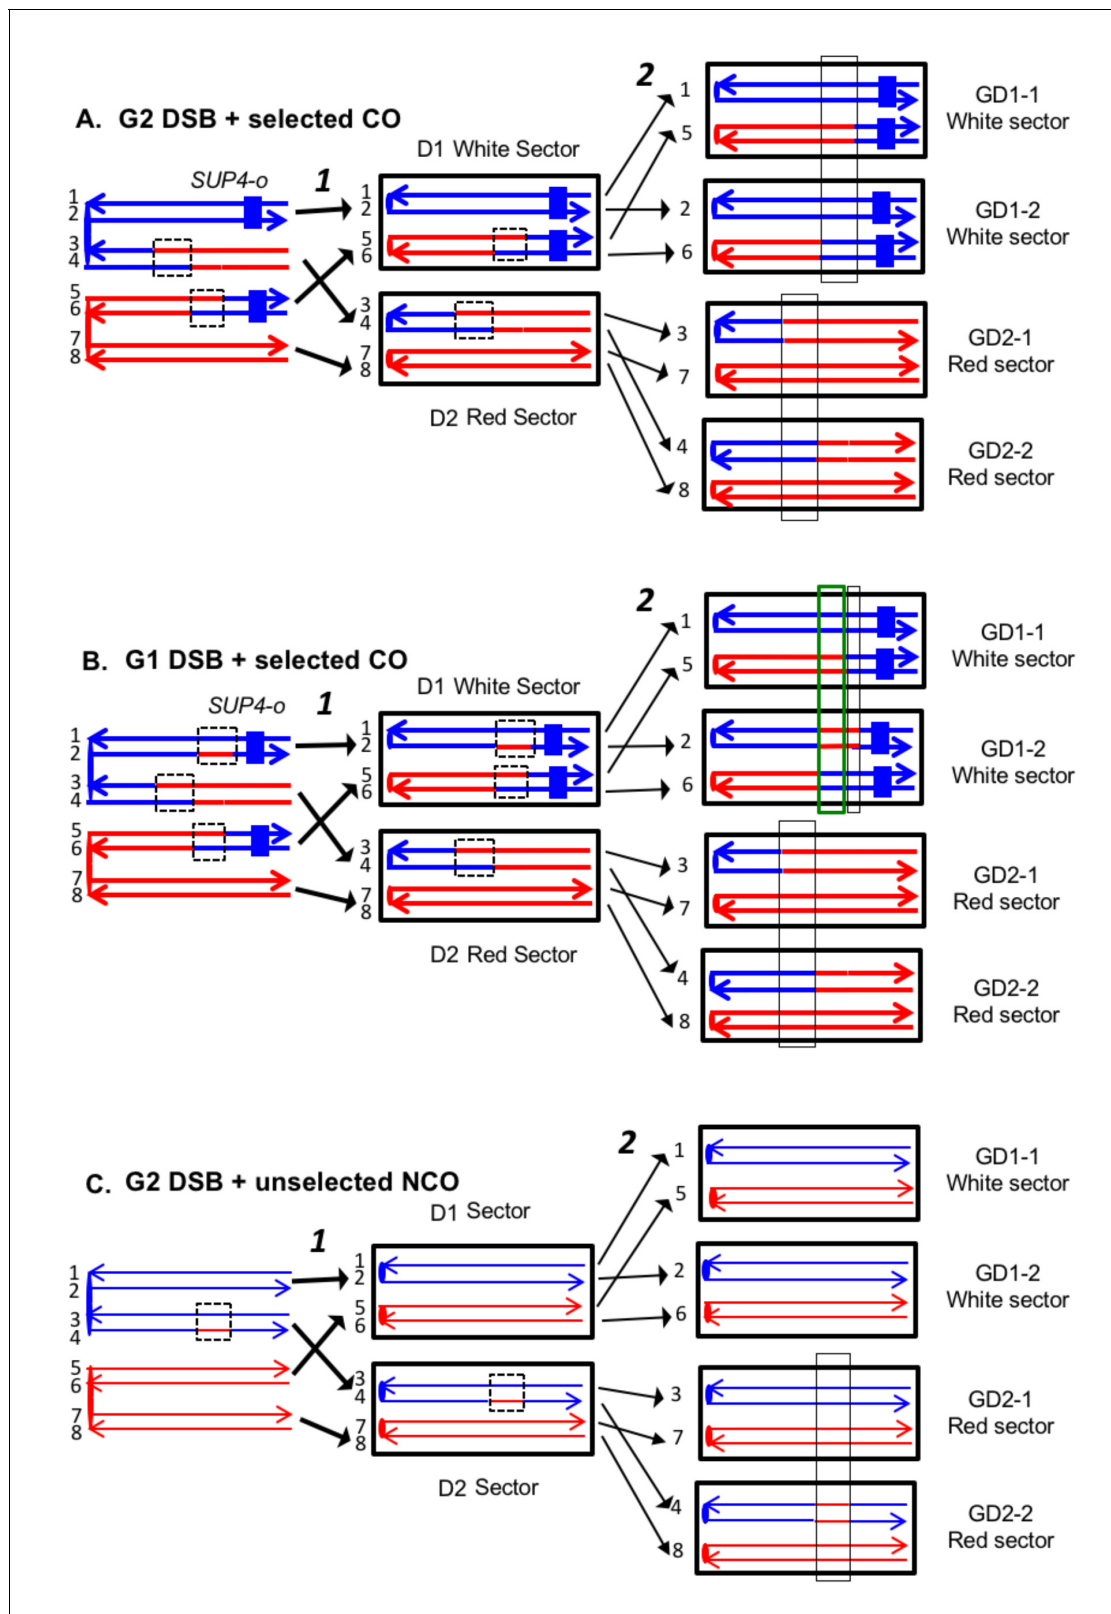 A. G2 DSB + selected CO
SUP4-o
1
1
2
3
4
5
6
7
8
D1 White Sector
1
2
5
6
3
4
7
8
D2 Red Sector
2
1
5
2
6
3
7
4
8
GD1-1
White sector
GD1-2
White sector
GD2-1
Red sector
GD2-2
Red sector
B. G1 DSB + selected CO
SUP4-o
1
1
2
3
4
5
6
7
8
D1 White Sector
1
2
5
6
3
4
7
8
D2 Red Sector
2
1
5
2
6
3
7
4
8
GD1-1
White sector
GD1-2
White sector
GD2-1
Red sector
GD2-2
Red sector
C. G2 DSB + unselected NCO
1
1
2
3
4
5
6
7
8
D1 Sector
1
2
5
6
3
4
7
8
D2 Sector
2
1
5
2
6
3
7
4
8
GD1-1
White sector
GD1-2
White sector
GD2-1
Red sector
GD2-2
Red sector